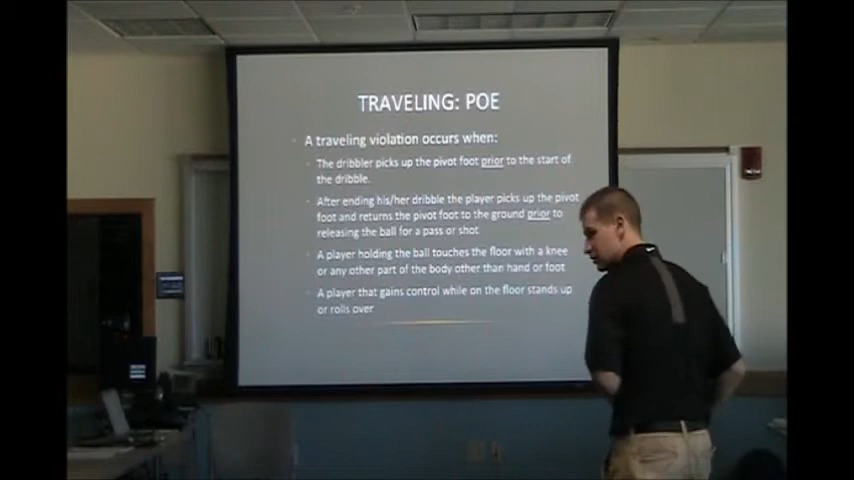 TRAVELING: POE
A traveling violation occurs when:
The dribbler picks up the pivot foot prior to the start of
the dribble.
After ending his/her dribble the player picks up the pivot
foot and returns the pivot foot to the ground prior to
releasing the ball for a pass or shot
A player holding the ball touches the floor with a knee
or any other part of the body other than hand or foot
A player that gains control while on the floor stands up
or rolls over